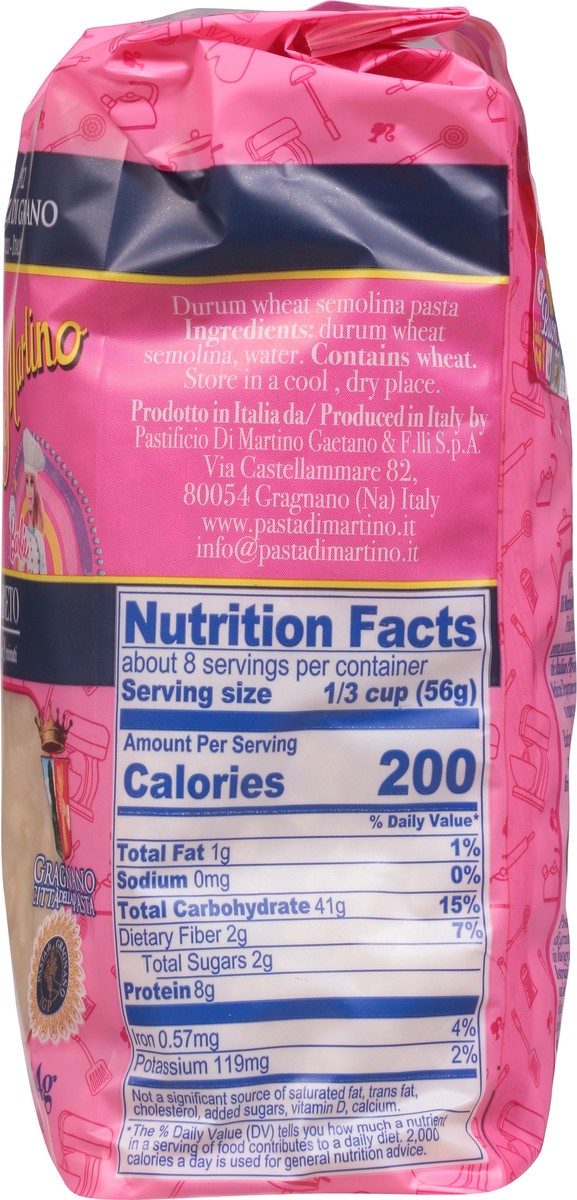 DI GRANO
Martino
Durum wheat semolina pasta
Ingredients: durum wheat
semolina, water. Contains wheat.
Store in a cool , dry place.
Prodotto in Italia da/ Produced in Italy by
Pastificio Di Martino Gaetano & F.lli S.p.A.
Via Castellammare 82,
80054 Gragnano (Na) Italy
www.pastadimartino.it
info@pastadimartino.it
Nutrition Facts
about 8 servings per container
Serving size 1/3 cup (56g)
Amount Per Serving
Calories 200
% Daily Value*
Total Fat 1g 1%
Sodium 0mg 0%
Total Carbohydrate 41g 15%
Dietary Fiber 2g 7%
Total Sugars 2g
Protein 8g
Iron 0.57mg 4%
Potassium 119mg 2%
Not a significant source of saturated fat, trans fat,
cholesterol, added sugars, vitamin D, calcium.
*The % Daily Value (DV) tells you how much a nutrient
in a serving of food contributes to a daily diet. 2,000
calories a day is used for general nutrition advice.
GRAGNANO
CITTÀ DELLA PASTA